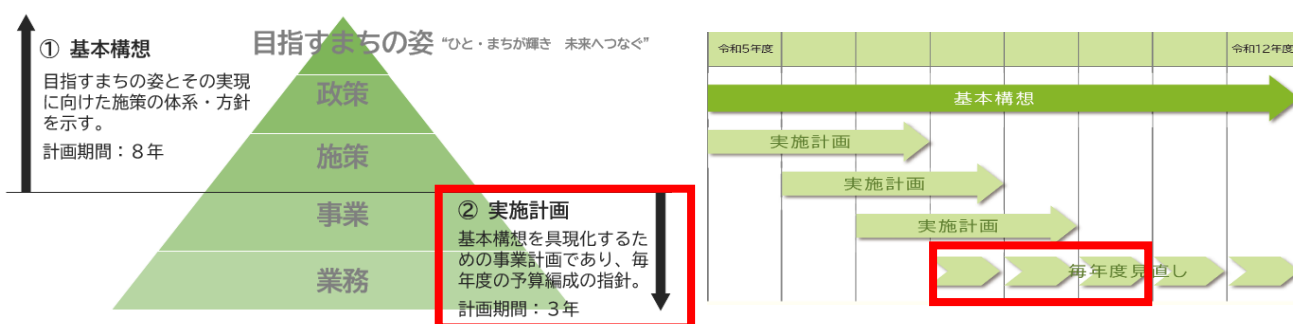 ① 基本構想
目指すまちの姿とその実現
に向けた施策の体系・方針
を示す。
計画期間：８年
目指すまちの姿 “ひと・まちが輝き　未来へつなぐ”
政策
施策
事業
業務
② 実施計画
基本構想を具現化するた
めの事業計画であり、毎
年度の予算編成の指針。
計画期間：３年
令和5年度
令和12年度
基本構想
実施計画
実施計画
実施計画
毎年度見直し